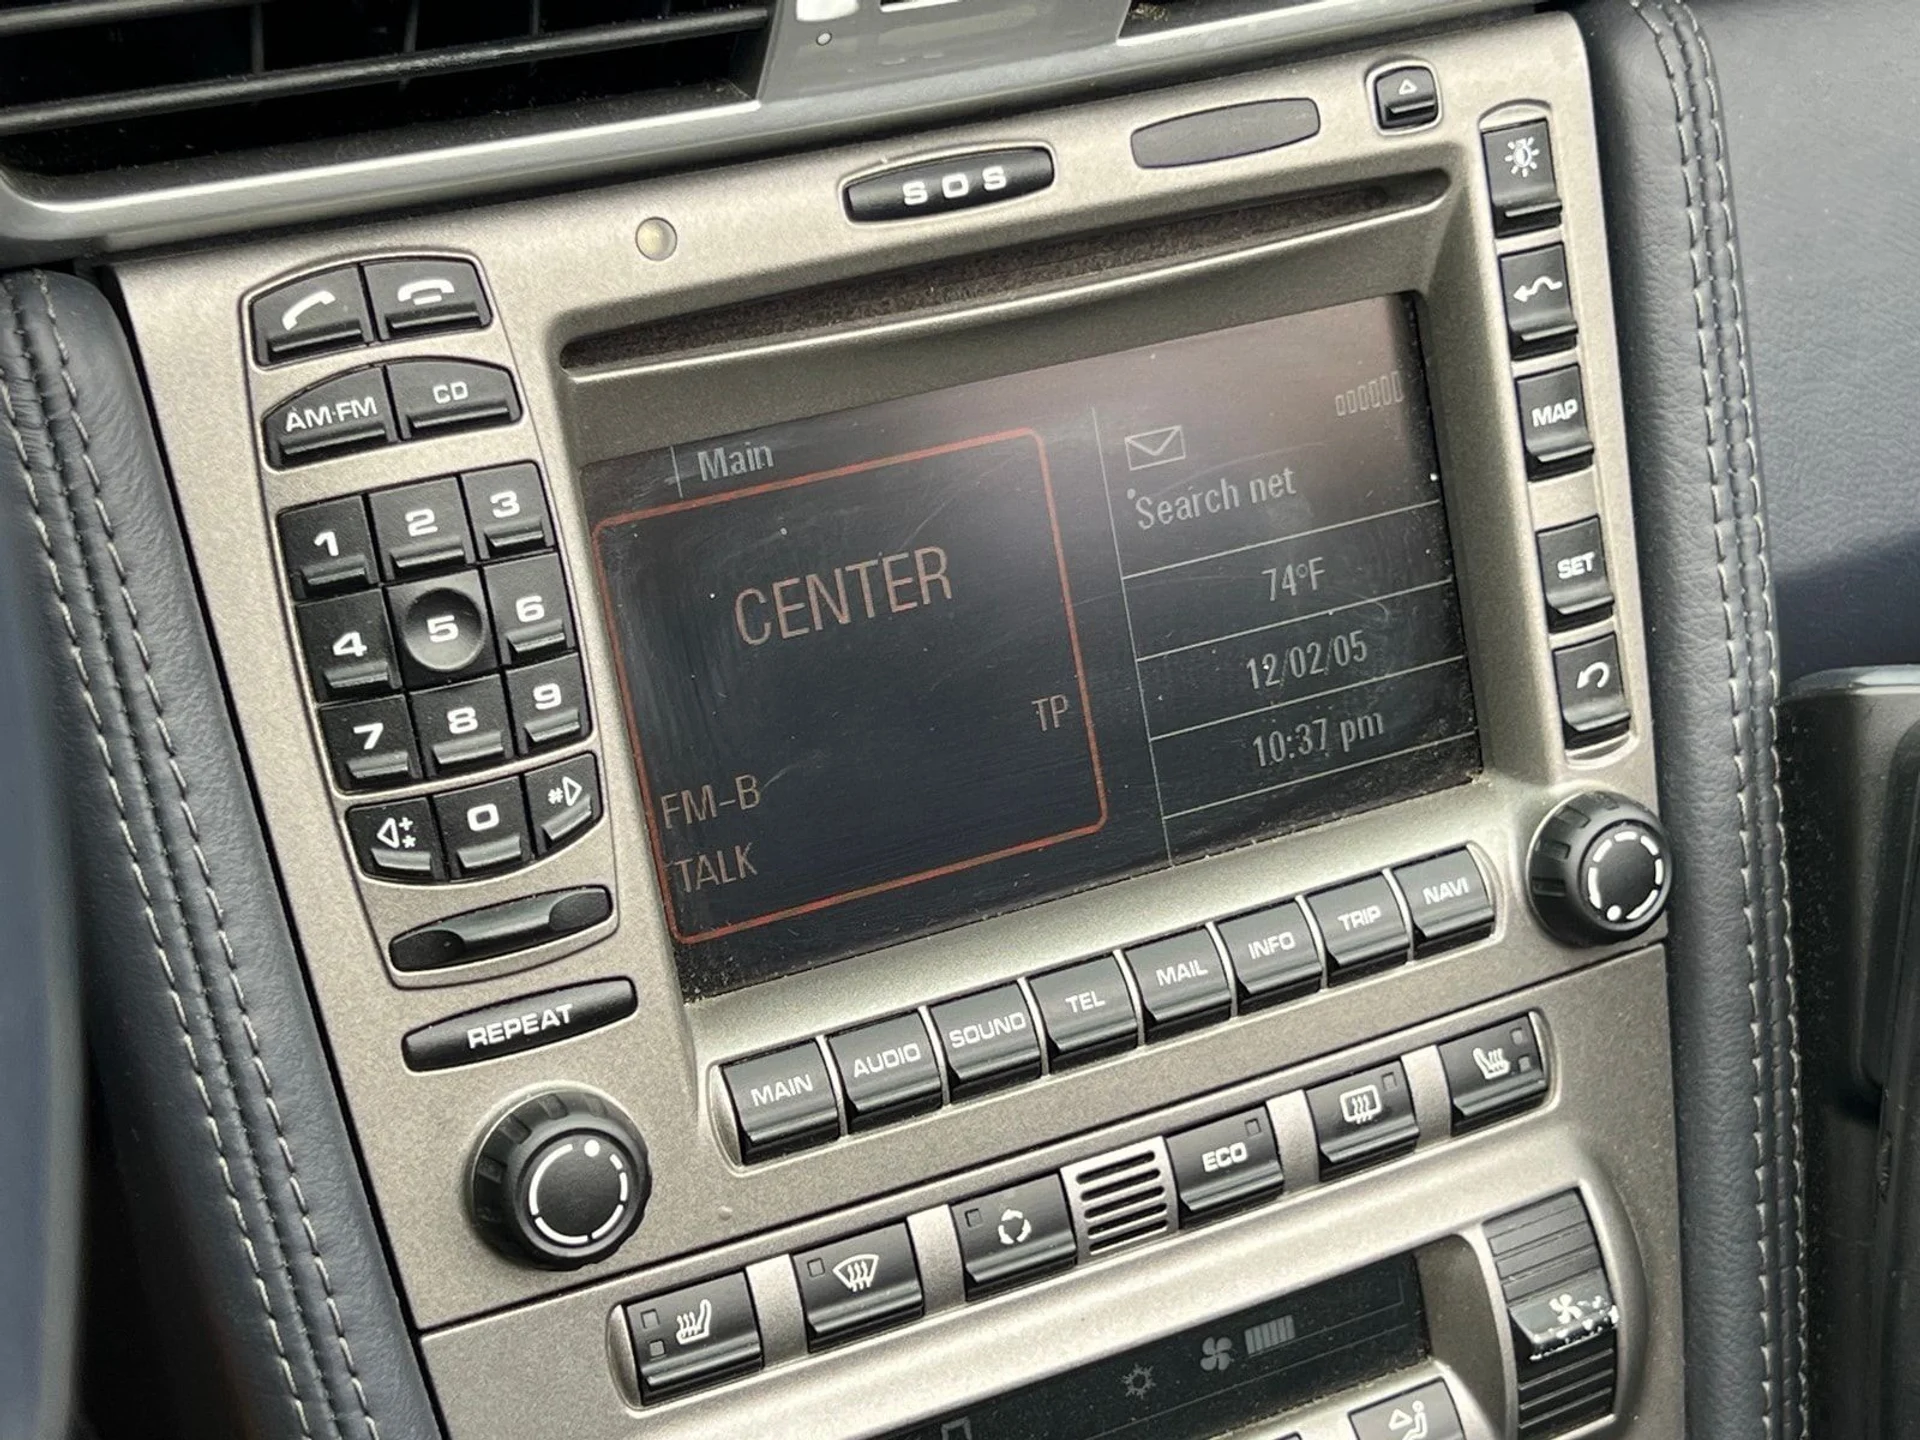 SOS
AM·FM
CD
1
2
3
4
5
6
7
8
9
*
0
#
REPEAT
Main
CENTER
TP
FM-B
TALK
Search net
74°F
12/02/05
10:37 pm
MAP
SET
MAIN
AUDIO
SOUND
TEL
MAIL
INFO
TRIP
NAVI
ECO